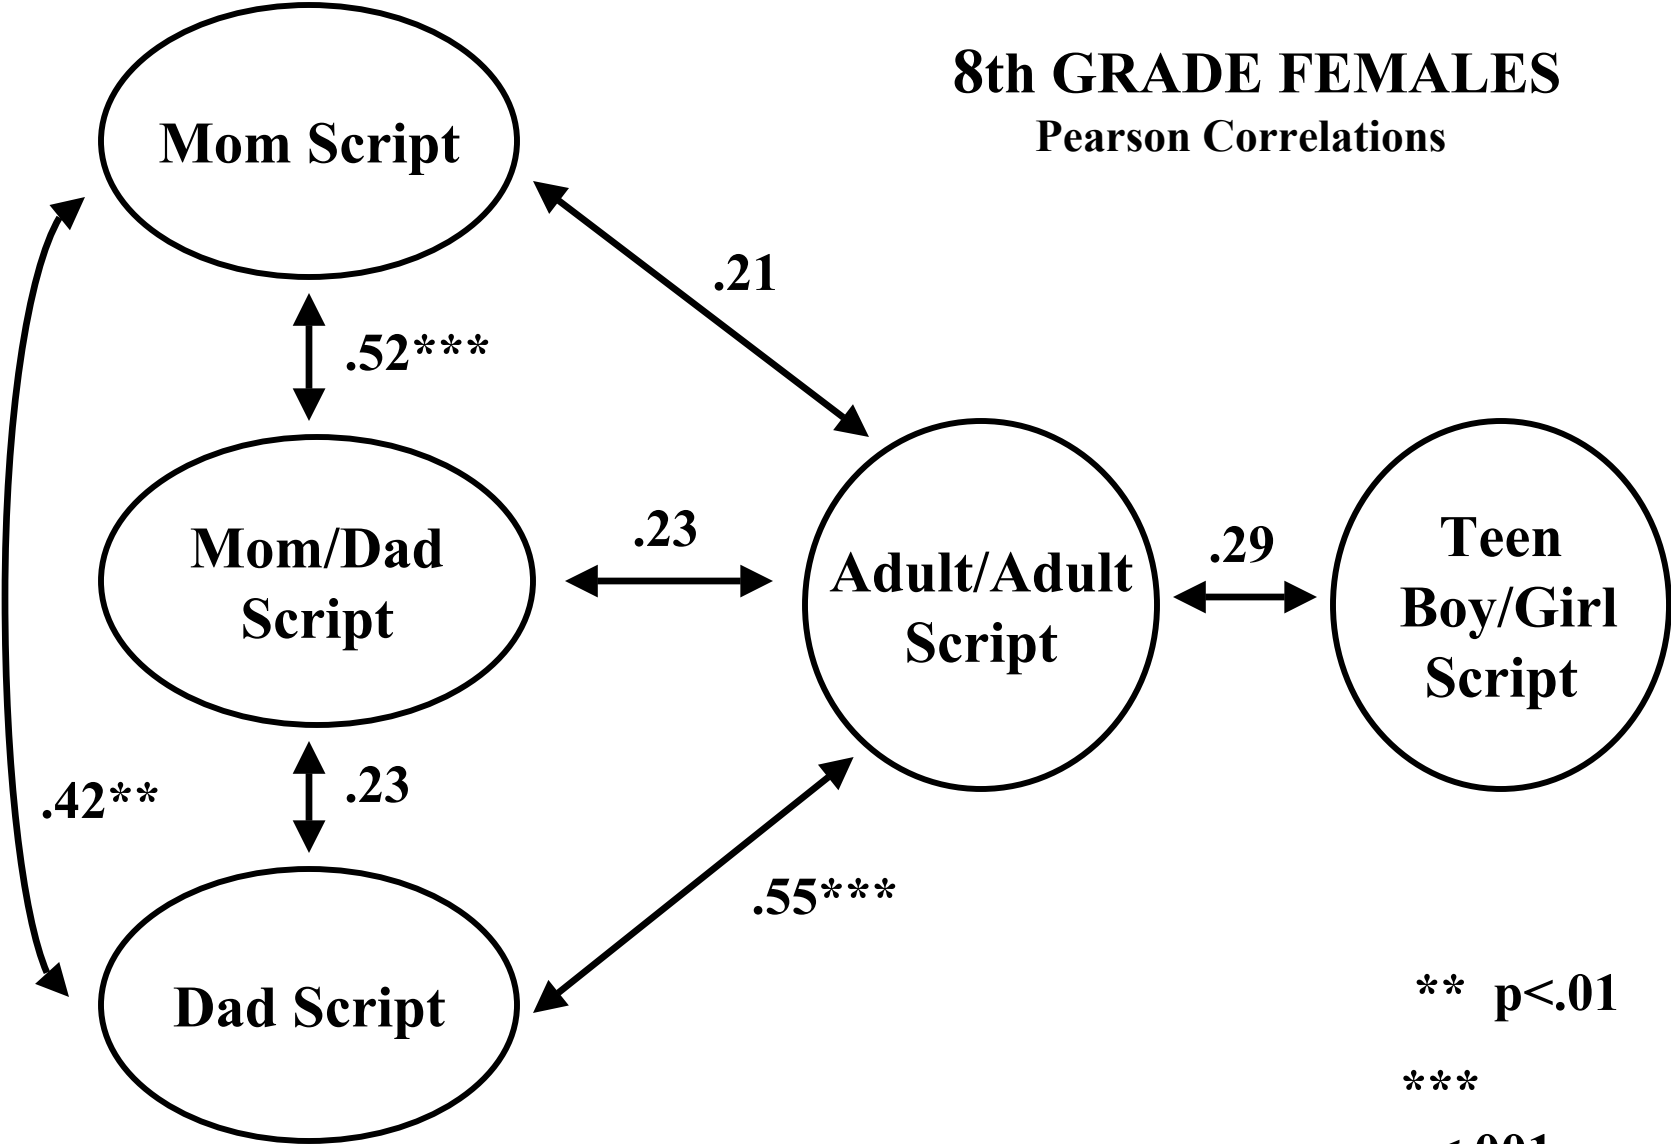 8th GRADE FEMALES
Pearson Correlations
Mom Script
.21
.52***
Mom/Dad
Script
.23
Adult/Adult
Script
.29
Teen
Boy/Girl
Script
.42**
.23
.55***
Dad Script
** p<.01
***
<.001